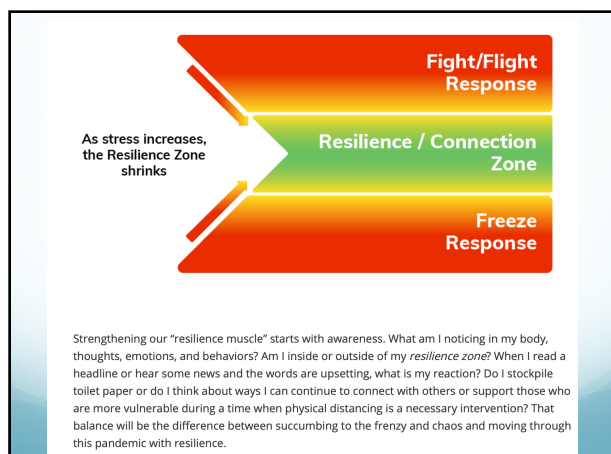 Fight/Flight
Response
As stress increases,
the Resilience Zone
shrinks
Resilience / Connection
Zone
Freeze
Response
Strengthening our “resilience muscle” starts with awareness. What am I noticing in my body,
thoughts, emotions, and behaviors? Am I inside or outside of my resilience zone? When I read a
headline or hear some news and the words are upsetting, what is my reaction? Do I stockpile
toilet paper or do I think about ways I can continue to connect with others or support those who
are more vulnerable during a time when physical distancing is a necessary intervention? That
balance will be the difference between succumbing to the frenzy and chaos and moving through
this pandemic with resilience.